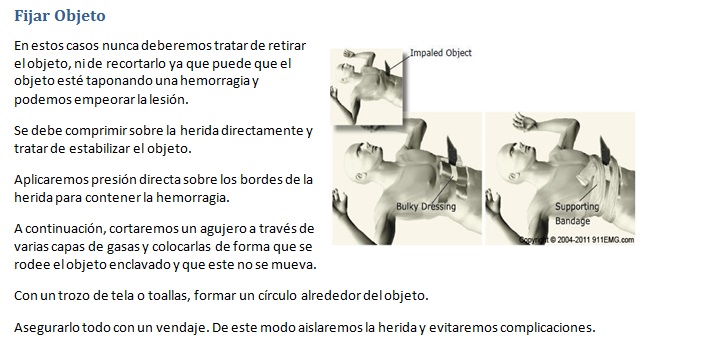 Fijar Objeto
En estos casos nunca deberemos tratar de retirar
el objeto, ni de recortarlo ya que puede que el
objeto esté taponando una hemorragia y
podemos empeorar la lesión.
Se debe comprimir sobre la herida directamente y
tratar de estabilizar el objeto.
Aplicaremos presión directa sobre los bordes de la
herida para contener la hemorragia.
A continuación, cortaremos un agujero a través de
varias capas de gasas y colocarlas de forma que se
rodee el objeto enclavado y que este no se mueva.
Impaled Object
Bulky Dressing
Supporting
Bandage
Copyright © 2004-2011 911EMG.com
Con un trozo de tela o toallas, formar un círculo alrededor del objeto.
Asegurarlo todo con un vendaje. De este modo aislaremos la herida y evitaremos complicaciones.